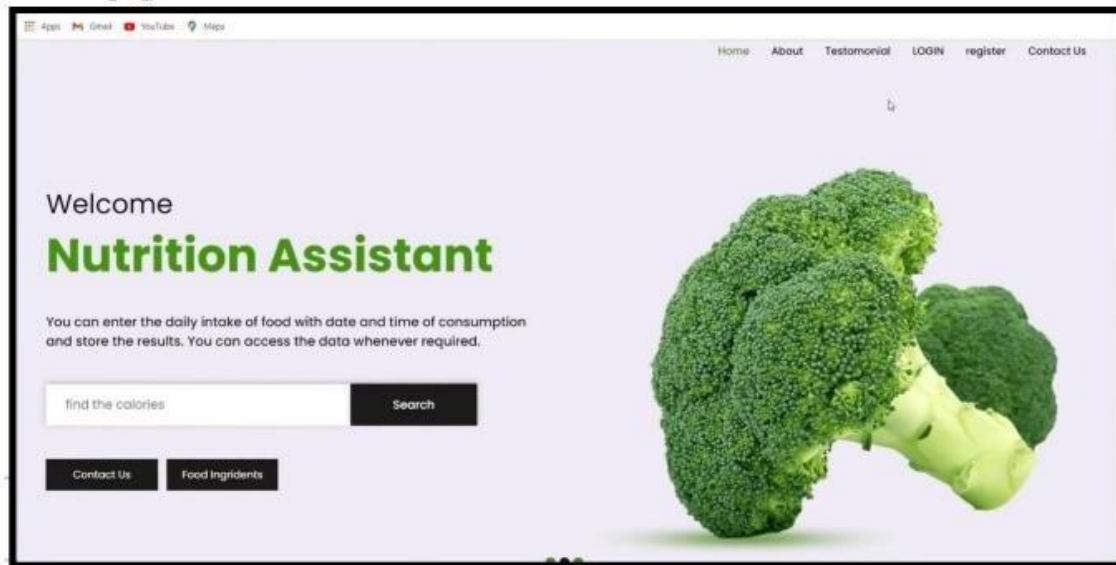 Apps Gmail YouTube Maps
Home About Testamonial LOGIN register Contact Us
Welcome
Nutrition Assistant
You can enter the daily intake of food with date and time of consumption
and store the results. You can access the data whenever required.
find the calories Search
Contact Us Food Ingridents